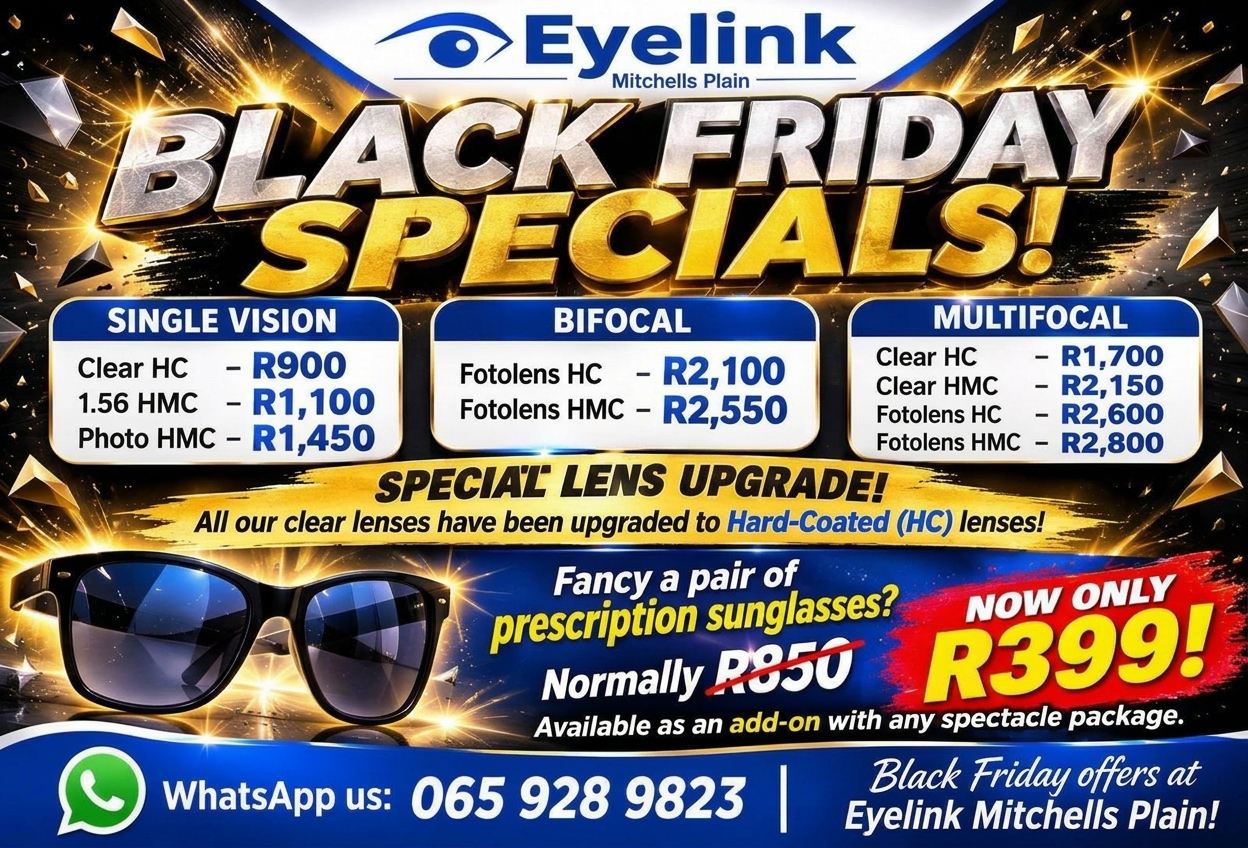 Eyelink
Mitchells Plain
BLACK FRIDAY
SPECIALS!
SINGLE VISION
Clear HC – R900
1.56 HMC – R1,100
Photo HMC – R1,450
BIFOCAL
Fotolens HC – R2,100
Fotolens HMC – R2,550
MULTIFOCAL
Clear HC – R1,700
Clear HMC – R2,150
Fotolens HC – R2,600
Fotolens HMC – R2,800
SPECIAL LENS UPGRADE!
All our clear lenses have been upgraded to Hard-Coated (HC) lenses!
Fancy a pair of
prescription sunglasses?
Normally R850
NOW ONLY
R399!
Available as an add-on with any spectacle package.
WhatsApp us: 065 928 9823
Black Friday offers at
Eyelink Mitchells Plain!